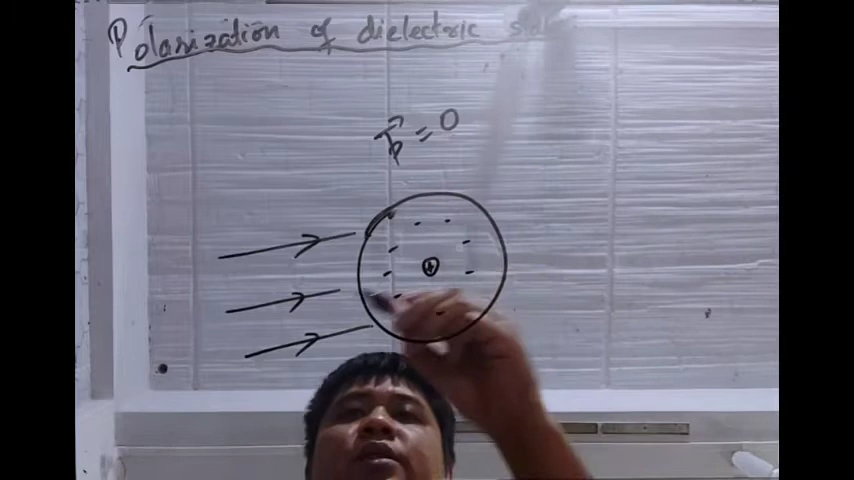 Polarization of dielectric
p⃗ = 0
+